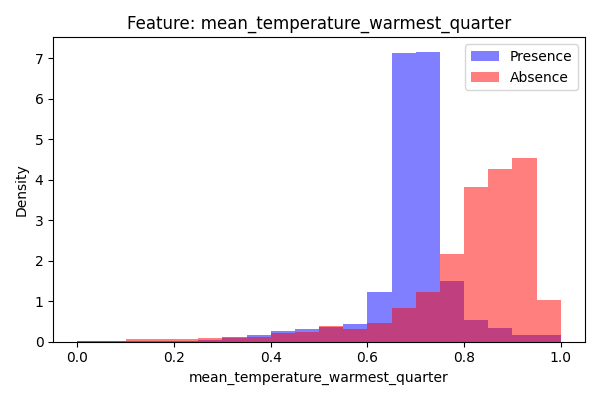 Feature: mean_temperature_warmest_quarter
Presence
Absence
Density
7
6
5
4
3
2
1
0
0.0 0.2 0.4 0.6 0.8 1.0
mean_temperature_warmest_quarter